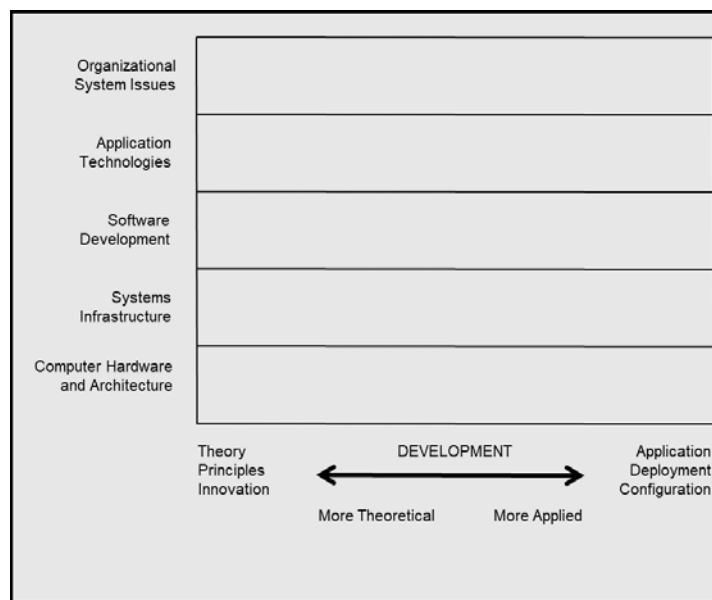 Organizational
System Issues
Application
Technologies
Software
Development
Systems
Infrastructure
Computer Hardware
and Architecture
Theory
Principles
Innovation
DEVELOPMENT
More Theoretical
More Applied
Application
Deployment
Configuration